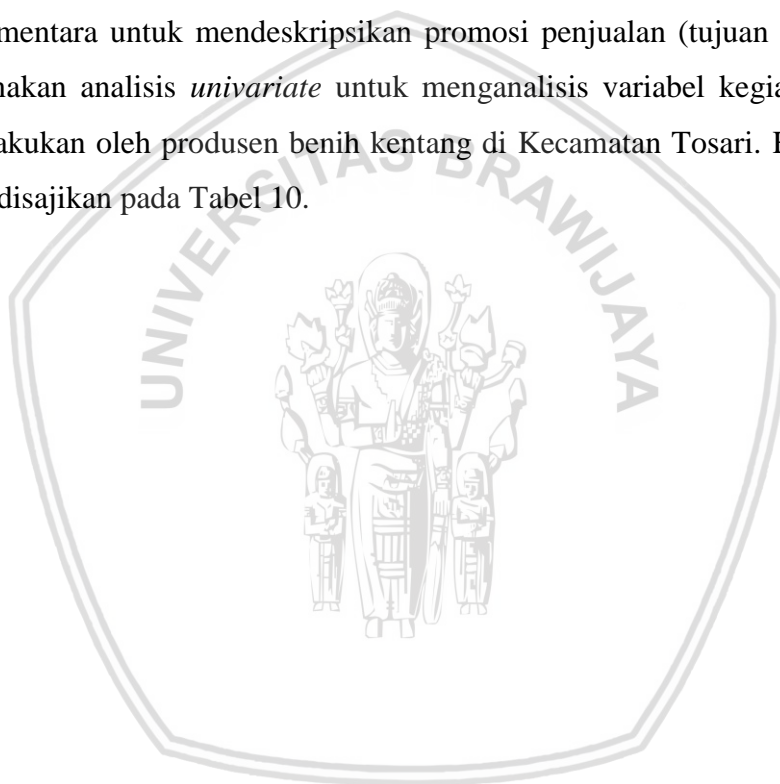 mentara untuk mendeskripsikan promosi penjualan (tujuan
nakan analisis univariate untuk menganalisis variabel kegia
akukan oleh produsen benih kentang di Kecamatan Tosari.
disajikan pada Tabel 10.
UNIVERSITAS BRAWIJAYA